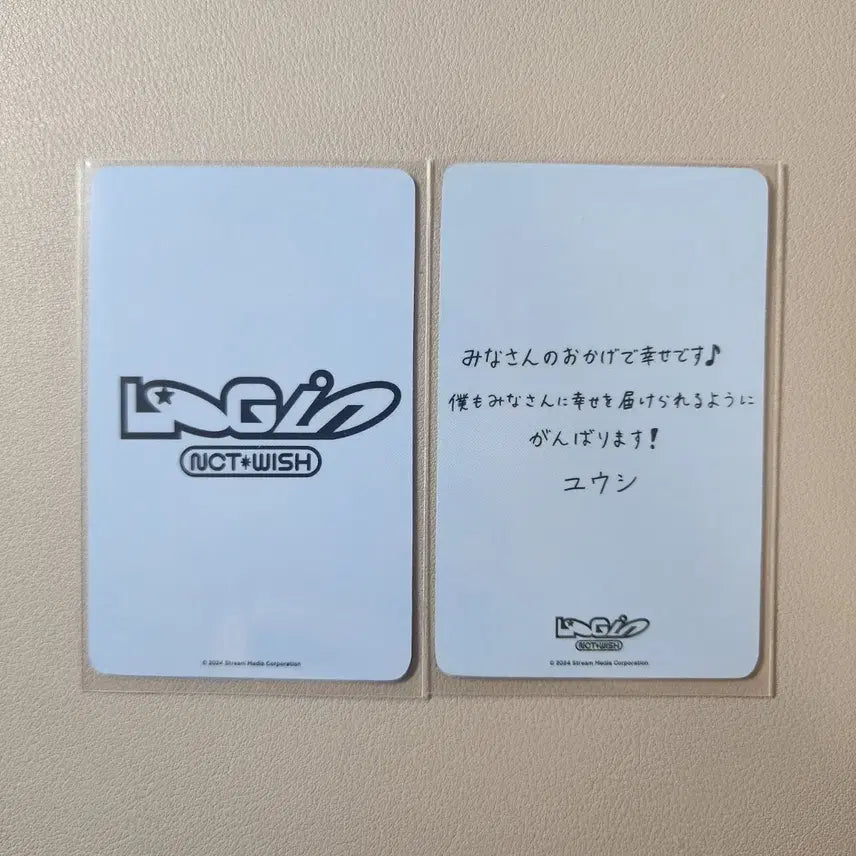 LOGin
NCT*WISH
© 2024 Stream Media Corporation
みなさんのおかげで幸せです♪
僕もみなさんに幸せを届けられるように
がんばります!
ユウシ
LOGin
NCT*WISH
© 2024 Stream Media Corporation